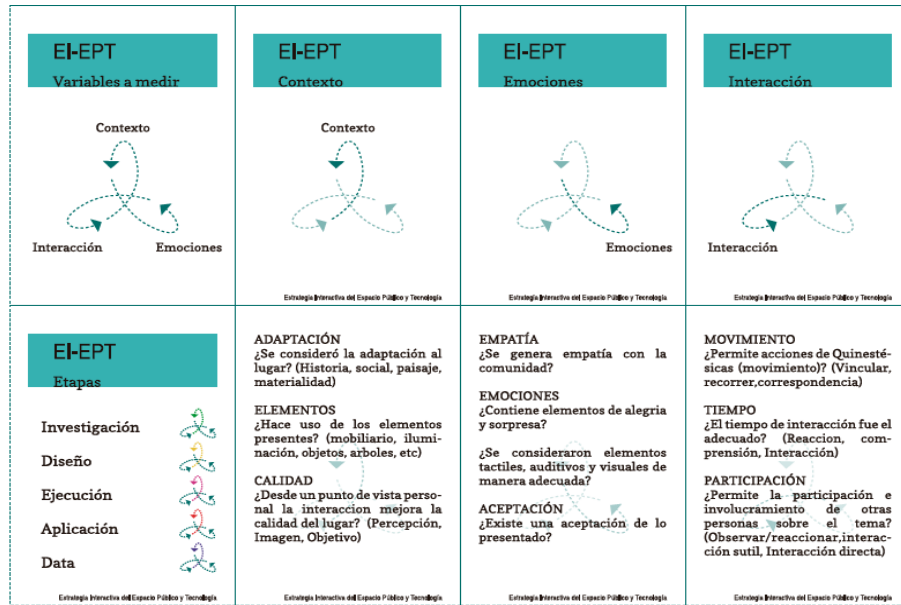 EI-EPT
Variables a medir
Contexto
Interacción
Emociones
EI-EPT
Contexto
Contexto
Estrategia Interactiva del Espacio Público y Tecnología
EI-EPT
Emociones
Emociones
Estrategia Interactiva del Espacio Público y Tecnología
EI-EPT
Interacción
Interacción
Estrategia Interactiva del Espacio Público y Tecnología
EI-EPT
Etapas
Investigación
Diseño
Ejecución
Aplicación
Data
Estrategia Interactiva del Espacio Público y Tecnología
ADAPTACIÓN
¿Se consideró la adaptación al
lugar? (Historia, social, paisaje,
materialidad)
ELEMENTOS
¿Hace uso de los elementos
presentes? (mobiliario, ilumi-
nación, objetos, arboles, etc)
CALIDAD
¿Desde un punto de vista perso-
nal la interaccion mejora la
calidad del lugar? (Percepción,
Imagen, Objetivo)
Estrategia Interactiva del Espacio Público y Tecnología
EMPATÍA
¿Se genera empatía con la
comunidad?
EMOCIONES
¿Contiene elementos de alegria
y sorpresa?
¿Se consideraron elementos
tactiles, auditivos y visuales de
manera adecuada?
ACEPTACIÓN
¿Existe una aceptación de lo
presentado?
Estrategia Interactiva del Espacio Público y Tecnología
MOVIMIENTO
¿Permite acciones de Quinesté-
sicas (movimiento)? (Vincular,
recorrer,correspondencia)
TIEMPO
¿El tiempo de interacción fue el
adecuado? (Reaccion, com-
prensión, Interacción)
PARTICIPACIÓN
¿Permite la participación e
involucramiento de otras
personas sobre el tema?
(Observar/reaccionar,interac-
ción sutil, Interacción directa)
Estrategia Interactiva del Espacio Público y Tecnología